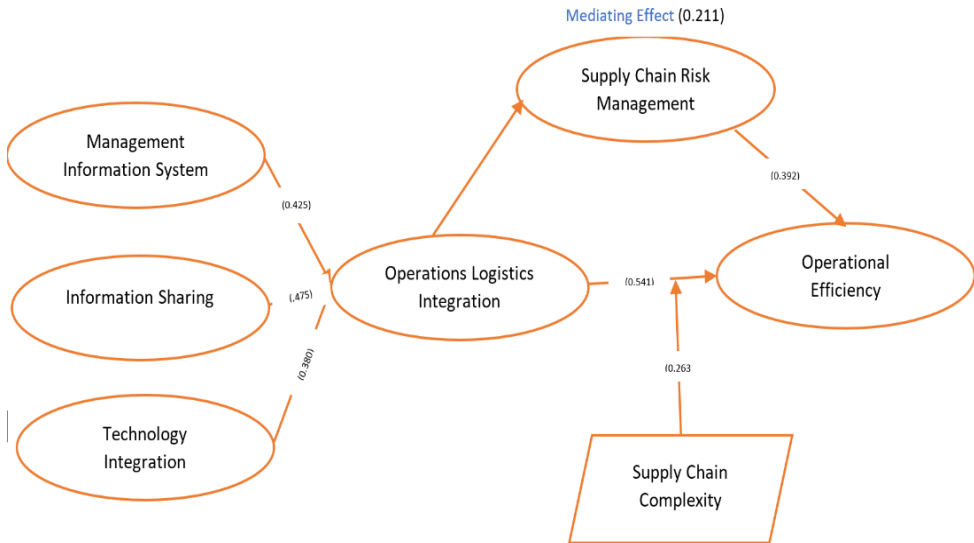 Mediating Effect (0.211)
Supply Chain Risk
Management
Management
Information System
(0.425)
(0.392)
Information Sharing
(.475)
Operations Logistics
Integration
(0.541)
Operational
Efficiency
(0.380)
(0.263
Technology
Integration
Supply Chain
Complexity